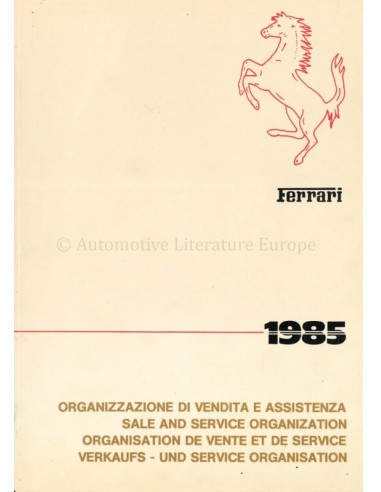 Ferrari
© Automotive Literature Europe
1985
ORGANIZZAZIONE DI VENDITA E ASSISTENZA
SALE AND SERVICE ORGANIZATION
ORGANISATION DE VENTE ET DE SERVICE
VERKAUFS - UND SERVICE ORGANISATION